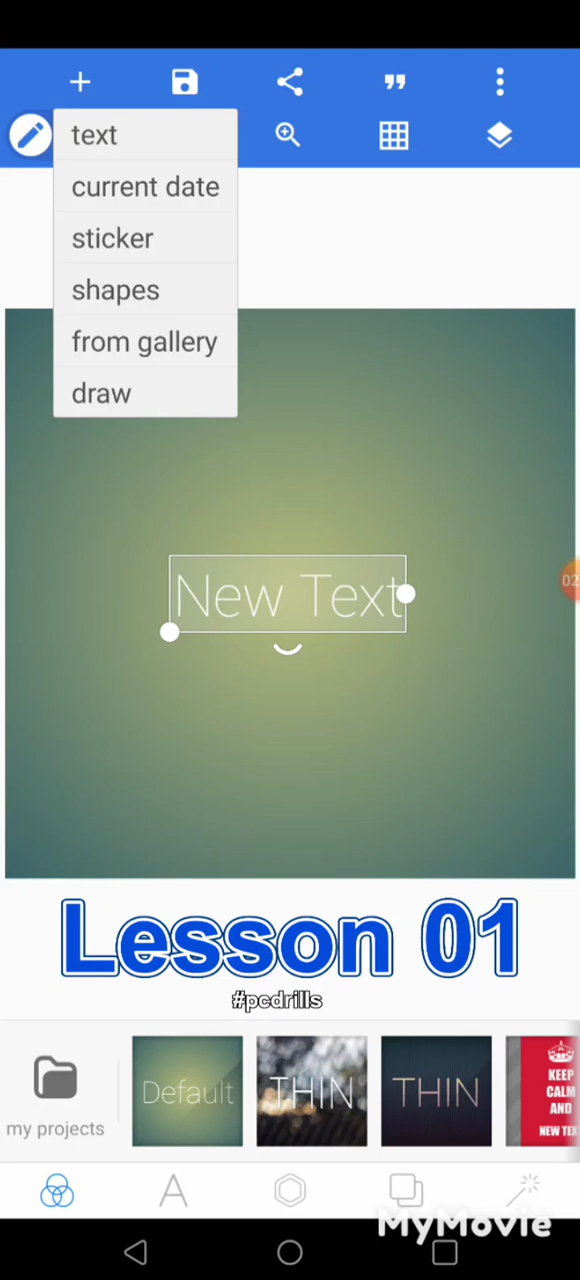 text
current date
sticker
shapes
from gallery
draw
New Text
02
Lesson 01
#pcdrills
my projects
Default
THIN
THIN
KEEP
CALM
AND
NEW TEX
MyMovie